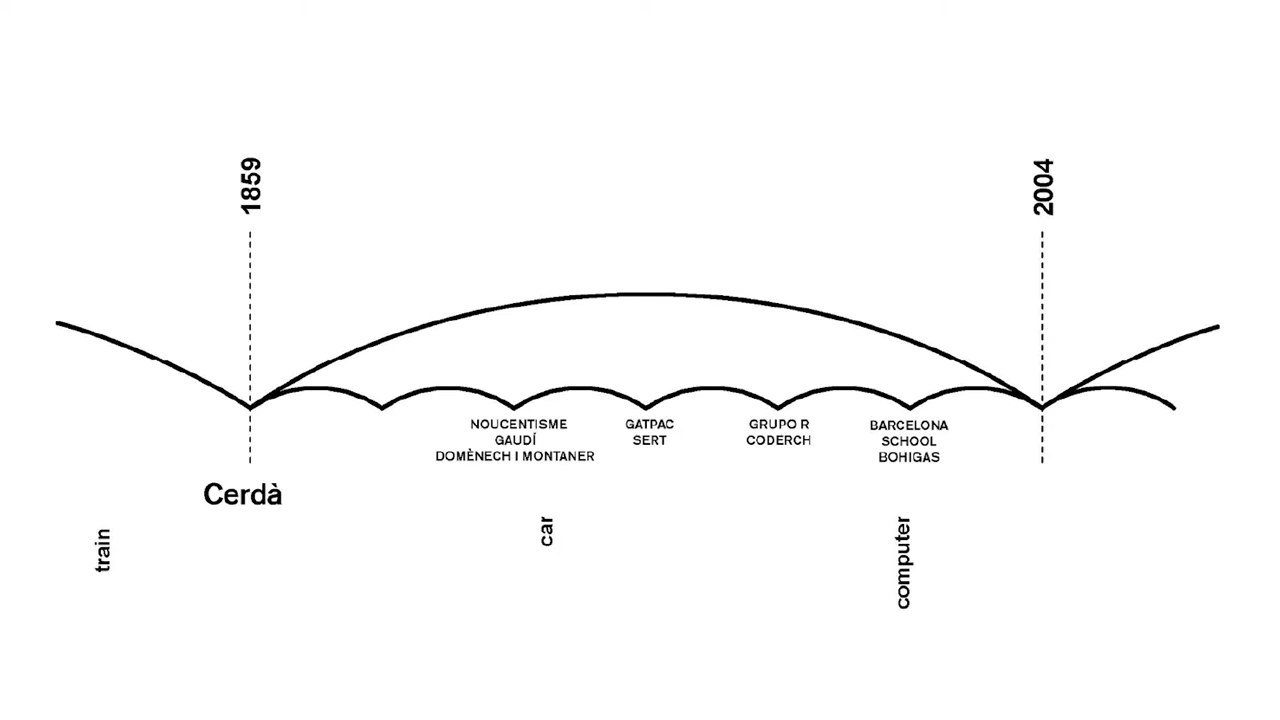 1859
2004
NOUCENTISME
GAUDÍ
DOMÈNECH I MONTANER
GATPAC
SERT
GRUPO R
CODERCH
BARCELONA
SCHOOL
BOHIGAS
Cerdà
train
car
computer